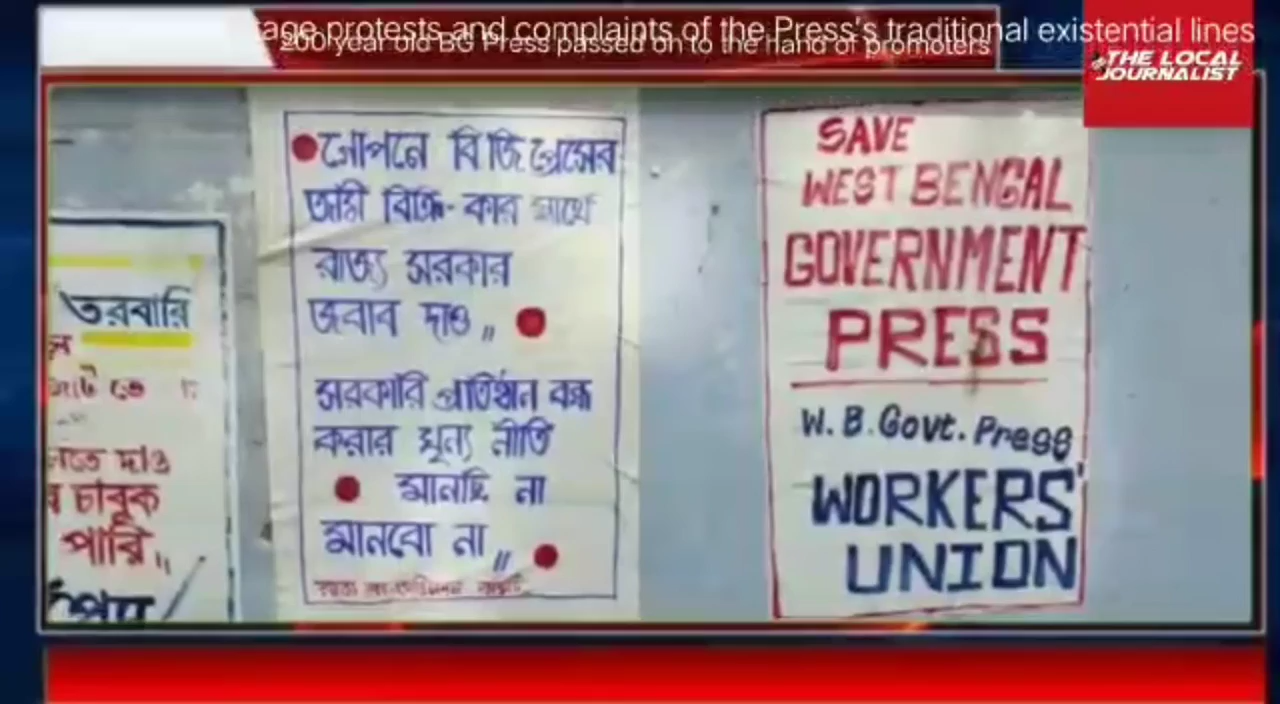 age protests and complaints of the Press's traditional existential lines
200 year old BG Press passed on to the hand of promoters
THE LOCAL
JOURNALIST
তরবারি
দাও
চাবুক
পারি,,
গোপনে বি জি প্রেসের
জমি বিক্রি - কার স্বার্থে
রাজ্য সরকার
জবাব দাও,,
সরকারি প্রতিষ্ঠান বন্ধ
করার ঘৃন্য নীতি
মানছি না
মানবো না,,
SAVE
WEST BENGAL
GOVERNMENT
PRESS
W. B. Govt. Press
WORKERS'
UNION